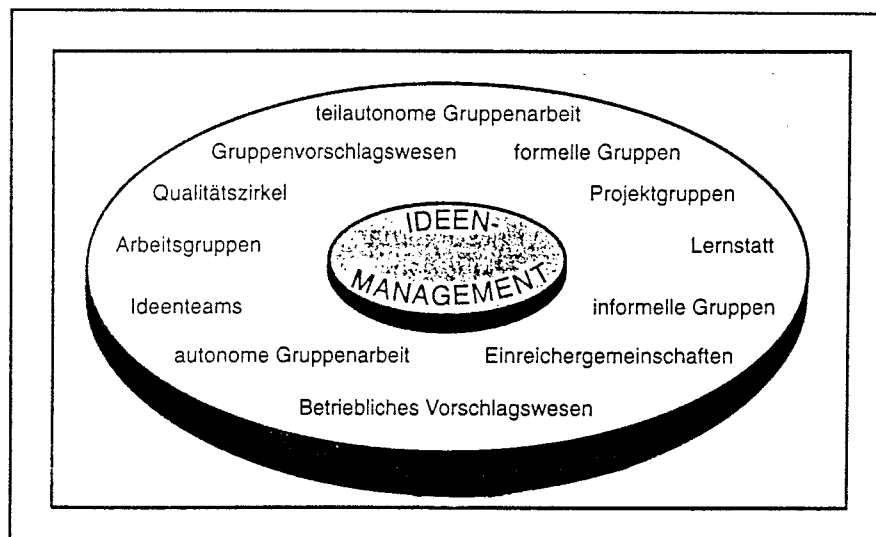 teilautonome Gruppenarbeit
Gruppenvorschlagswesen formelle Gruppen
Qualitätszirkel Projektgruppen
IDEEN-
Arbeitsgruppen Lernstatt
MANAGEMENT
Ideenteams informelle Gruppen
autonome Gruppenarbeit Einreichergemeinschaften
Betriebliches Vorschlagswesen